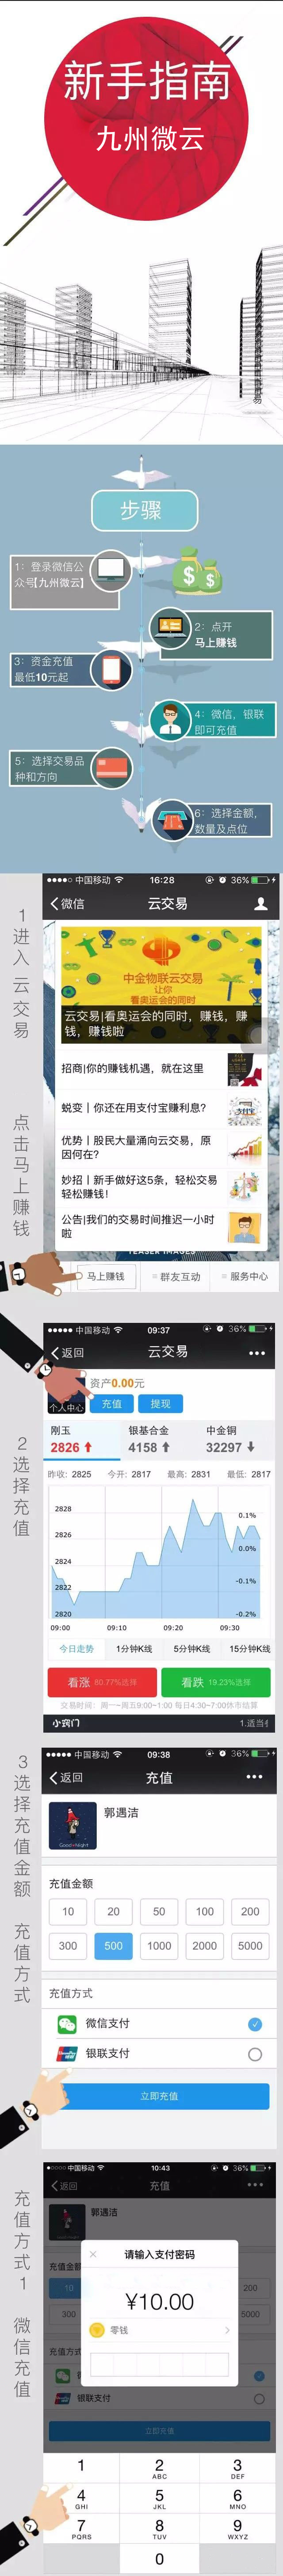 新手指南
九州微云
易
步骤
1：登录微信公
众号【九州微云】
2：点开
马上赚钱
3：资金充值
最低10元起
4：微信，银联
即可充值
5：选择交易品
种和方向
6：选择金额，
数量及点位
1进入 云交易 点击马上赚钱
中国移动 16:28 36%
微信 云交易
中金物联云交易
让你
看奥运会的同时
云交易|看奥运会的同时，赚钱，赚
钱，赚钱啦
招商|你的赚钱机遇，就在这里
蜕变丨你还在用支付宝赚利息？
优势丨股民大量涌向云交易，原
因何在？
妙招丨新手做好这5条，轻松交易
轻松赚钱！
公告|我们的交易时间推迟一小时
啦
TEASER IMAGES
马上赚钱 群友互动 服务中心
2选择充值
中国移动 09:37 36%
返回 云交易
资产0.00元
个人中心 充值 提现
刚玉 银基合金 中金铜
2826 4158 32297
昨收：2825 今开：2817 最高：2831 最低：2817
2828 0.1%
2826 0.0%
2824 -0.1%
2822
2820 -0.2%
09:00 09:10 09:20 09:30
今日走势 1分钟K线 5分钟K线 15分钟K线
看涨 80.77%选择 看跌 19.23%选择
交易时间：周一~周五9:00~1:00 每日4:30~7:00休市结算
小窍门 1.适当
3选择充值金额 充值方式
中国移动 09:38 36%
返回 充值
郭遇洁
Good Night
充值金额
10 20 50 100 200
300 500 1000 2000 5000
充值方式
微信支付
银联支付
立即充值
充值方式1 微信充值
中国移动 10:43 36%
返回 充值
郭遇洁
请输入支付密码
充值金额
¥10.00
10 200
零钱
300 5000
充值方式
银联支付
立即充值
1 2 3
ABC DEF
4 5 6
GHI JKL MNO
7 8 9
PQRS TUV WXYZ
0